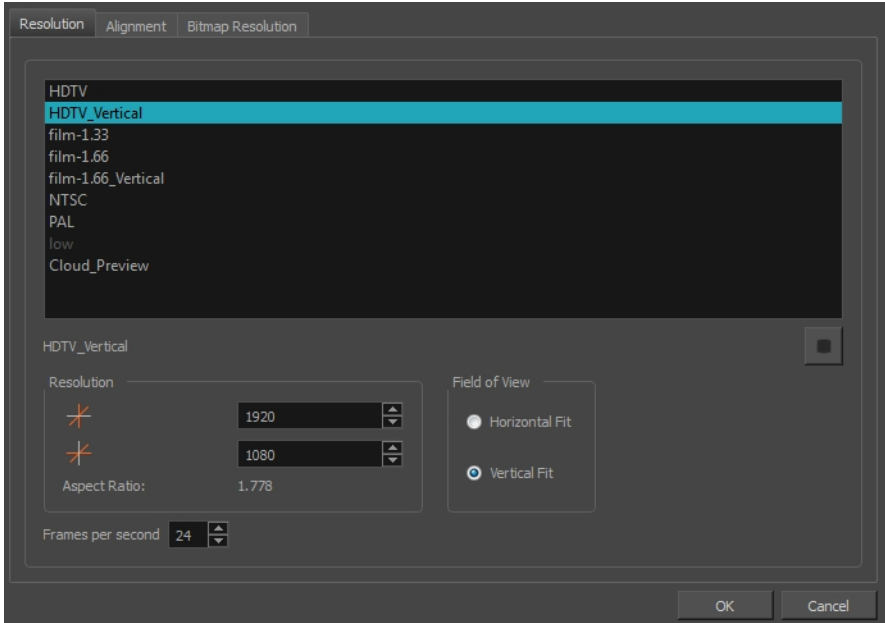 Resolution Alignment Bitmap Resolution
HDTV
HDTV_Vertical
film-1.33
film-1.66
film-1.66_Vertical
NTSC
PAL
low
Cloud_Preview
HDTV_Vertical
Resolution
1920
1080
Aspect Ratio: 1.778
Field of View
Horizontal Fit
Vertical Fit
Frames per second 24
OK Cancel